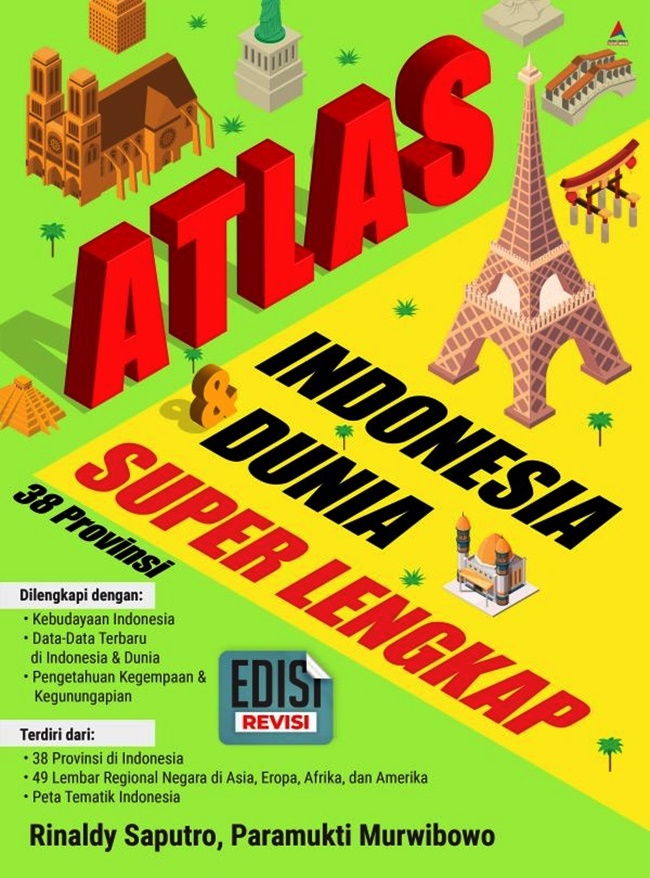 ATLAS
INDONESIA
& DUNIA
SUPER LENGKAP
38 Provinsi
Dilengkapi dengan:
• Kebudayaan Indonesia
• Data-Data Terbaru
di Indonesia & Dunia
• Pengetahuan Kegempaan &
Kegunungapian
EDISI
REVISI
Terdiri dari:
• 38 Provinsi di Indonesia
• 49 Lembar Regional Negara di Asia, Eropa, Afrika, dan Amerika
• Peta Tematik Indonesia
Rinaldy Saputro, Paramukti Murwibowo